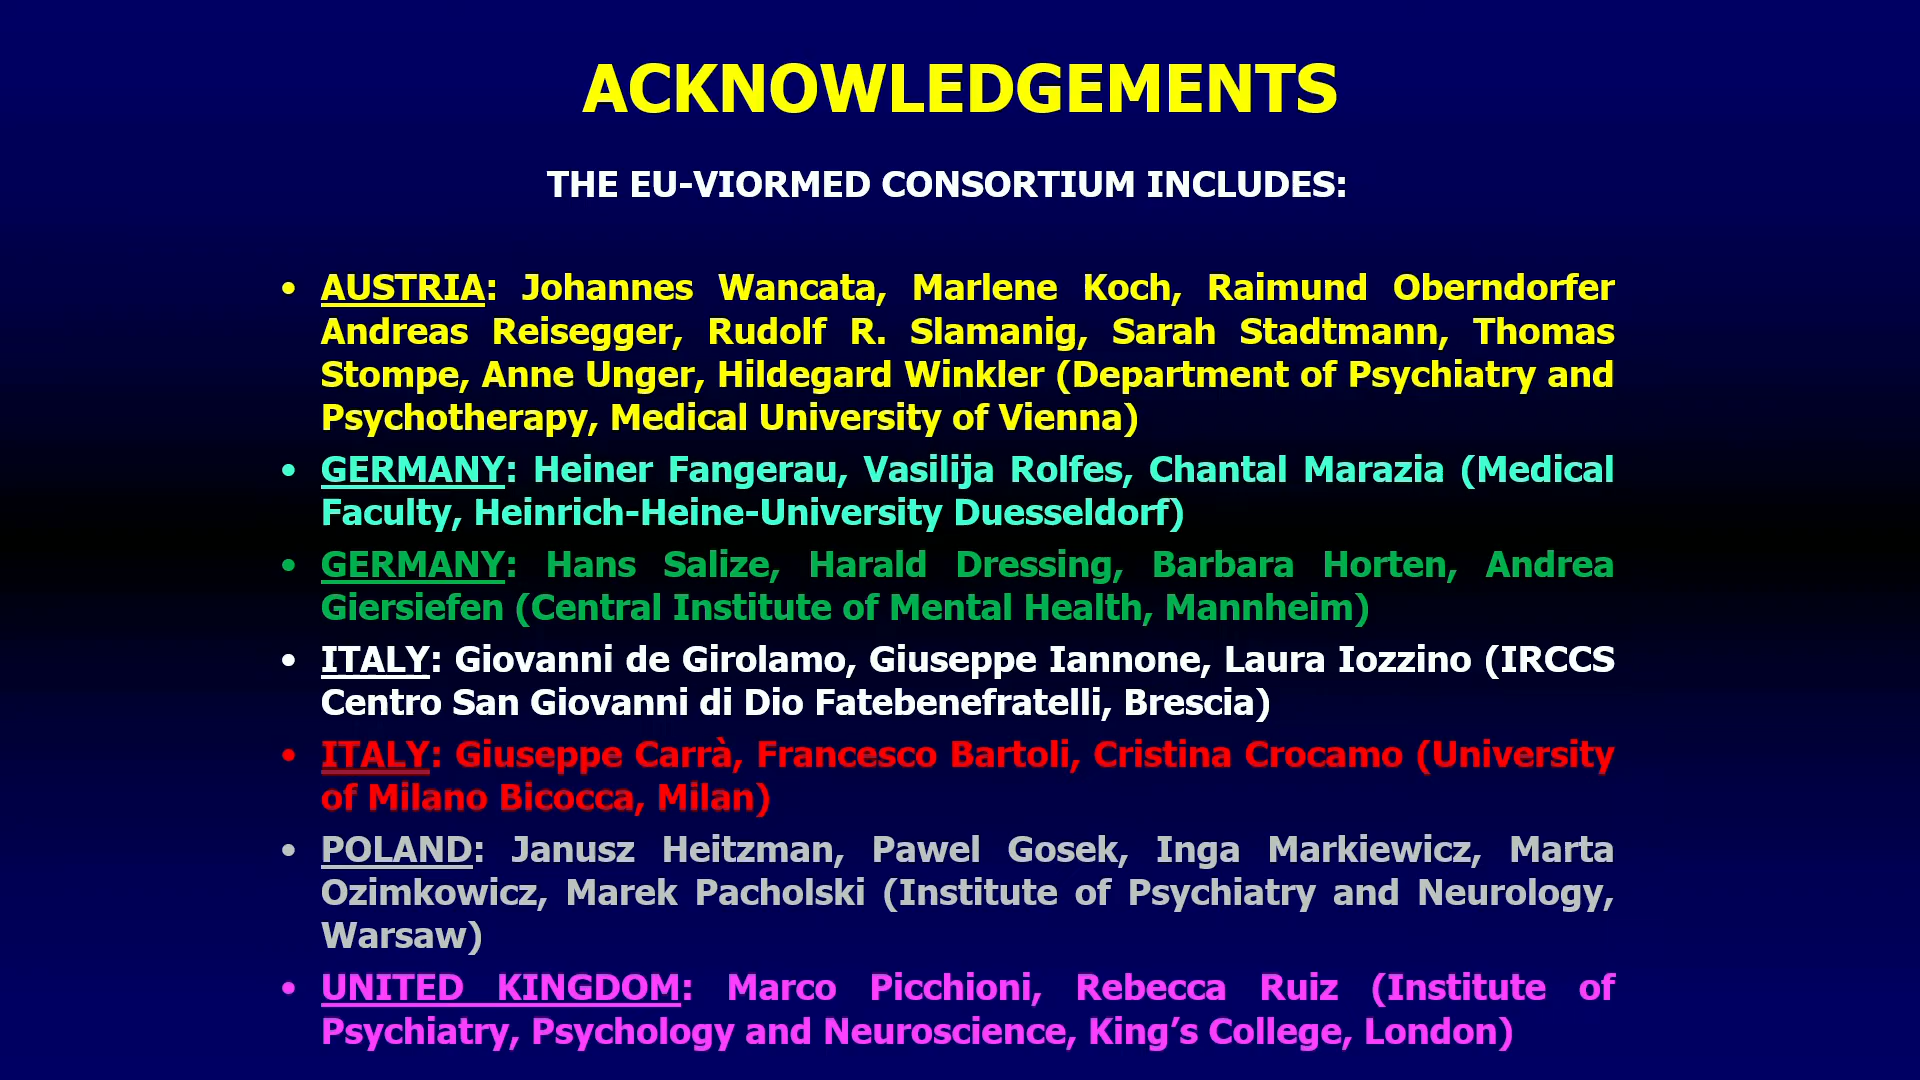 ACKNOWLEDGEMENTS
THE EU-VIORMED CONSORTIUM INCLUDES:
• AUSTRIA: Johannes Wancata, Marlene Koch, Raimund Oberndorfer
Andreas Reisegger, Rudolf R. Slamanig, Sarah Stadtmann, Thomas
Stompe, Anne Unger, Hildegard Winkler (Department of Psychiatry and
Psychotherapy, Medical University of Vienna)
• GERMANY: Heiner Fangerau, Vasilija Rolfes, Chantal Marazia (Medical
Faculty, Heinrich-Heine-University Duesseldorf)
• GERMANY: Hans Salize, Harald Dressing, Barbara Horten, Andrea
Giersiefen (Central Institute of Mental Health, Mannheim)
• ITALY: Giovanni de Girolamo, Giuseppe Iannone, Laura Iozzino (IRCCS
Centro San Giovanni di Dio Fatebenefratelli, Brescia)
• ITALY: Giuseppe Carrà, Francesco Bartoli, Cristina Crocamo (University
of Milano Bicocca, Milan)
• POLAND: Janusz Heitzman, Pawel Gosek, Inga Markiewicz, Marta
Ozimkowicz, Marek Pacholski (Institute of Psychiatry and Neurology,
Warsaw)
• UNITED KINGDOM: Marco Picchioni, Rebecca Ruiz (Institute of
Psychiatry, Psychology and Neuroscience, King’s College, London)